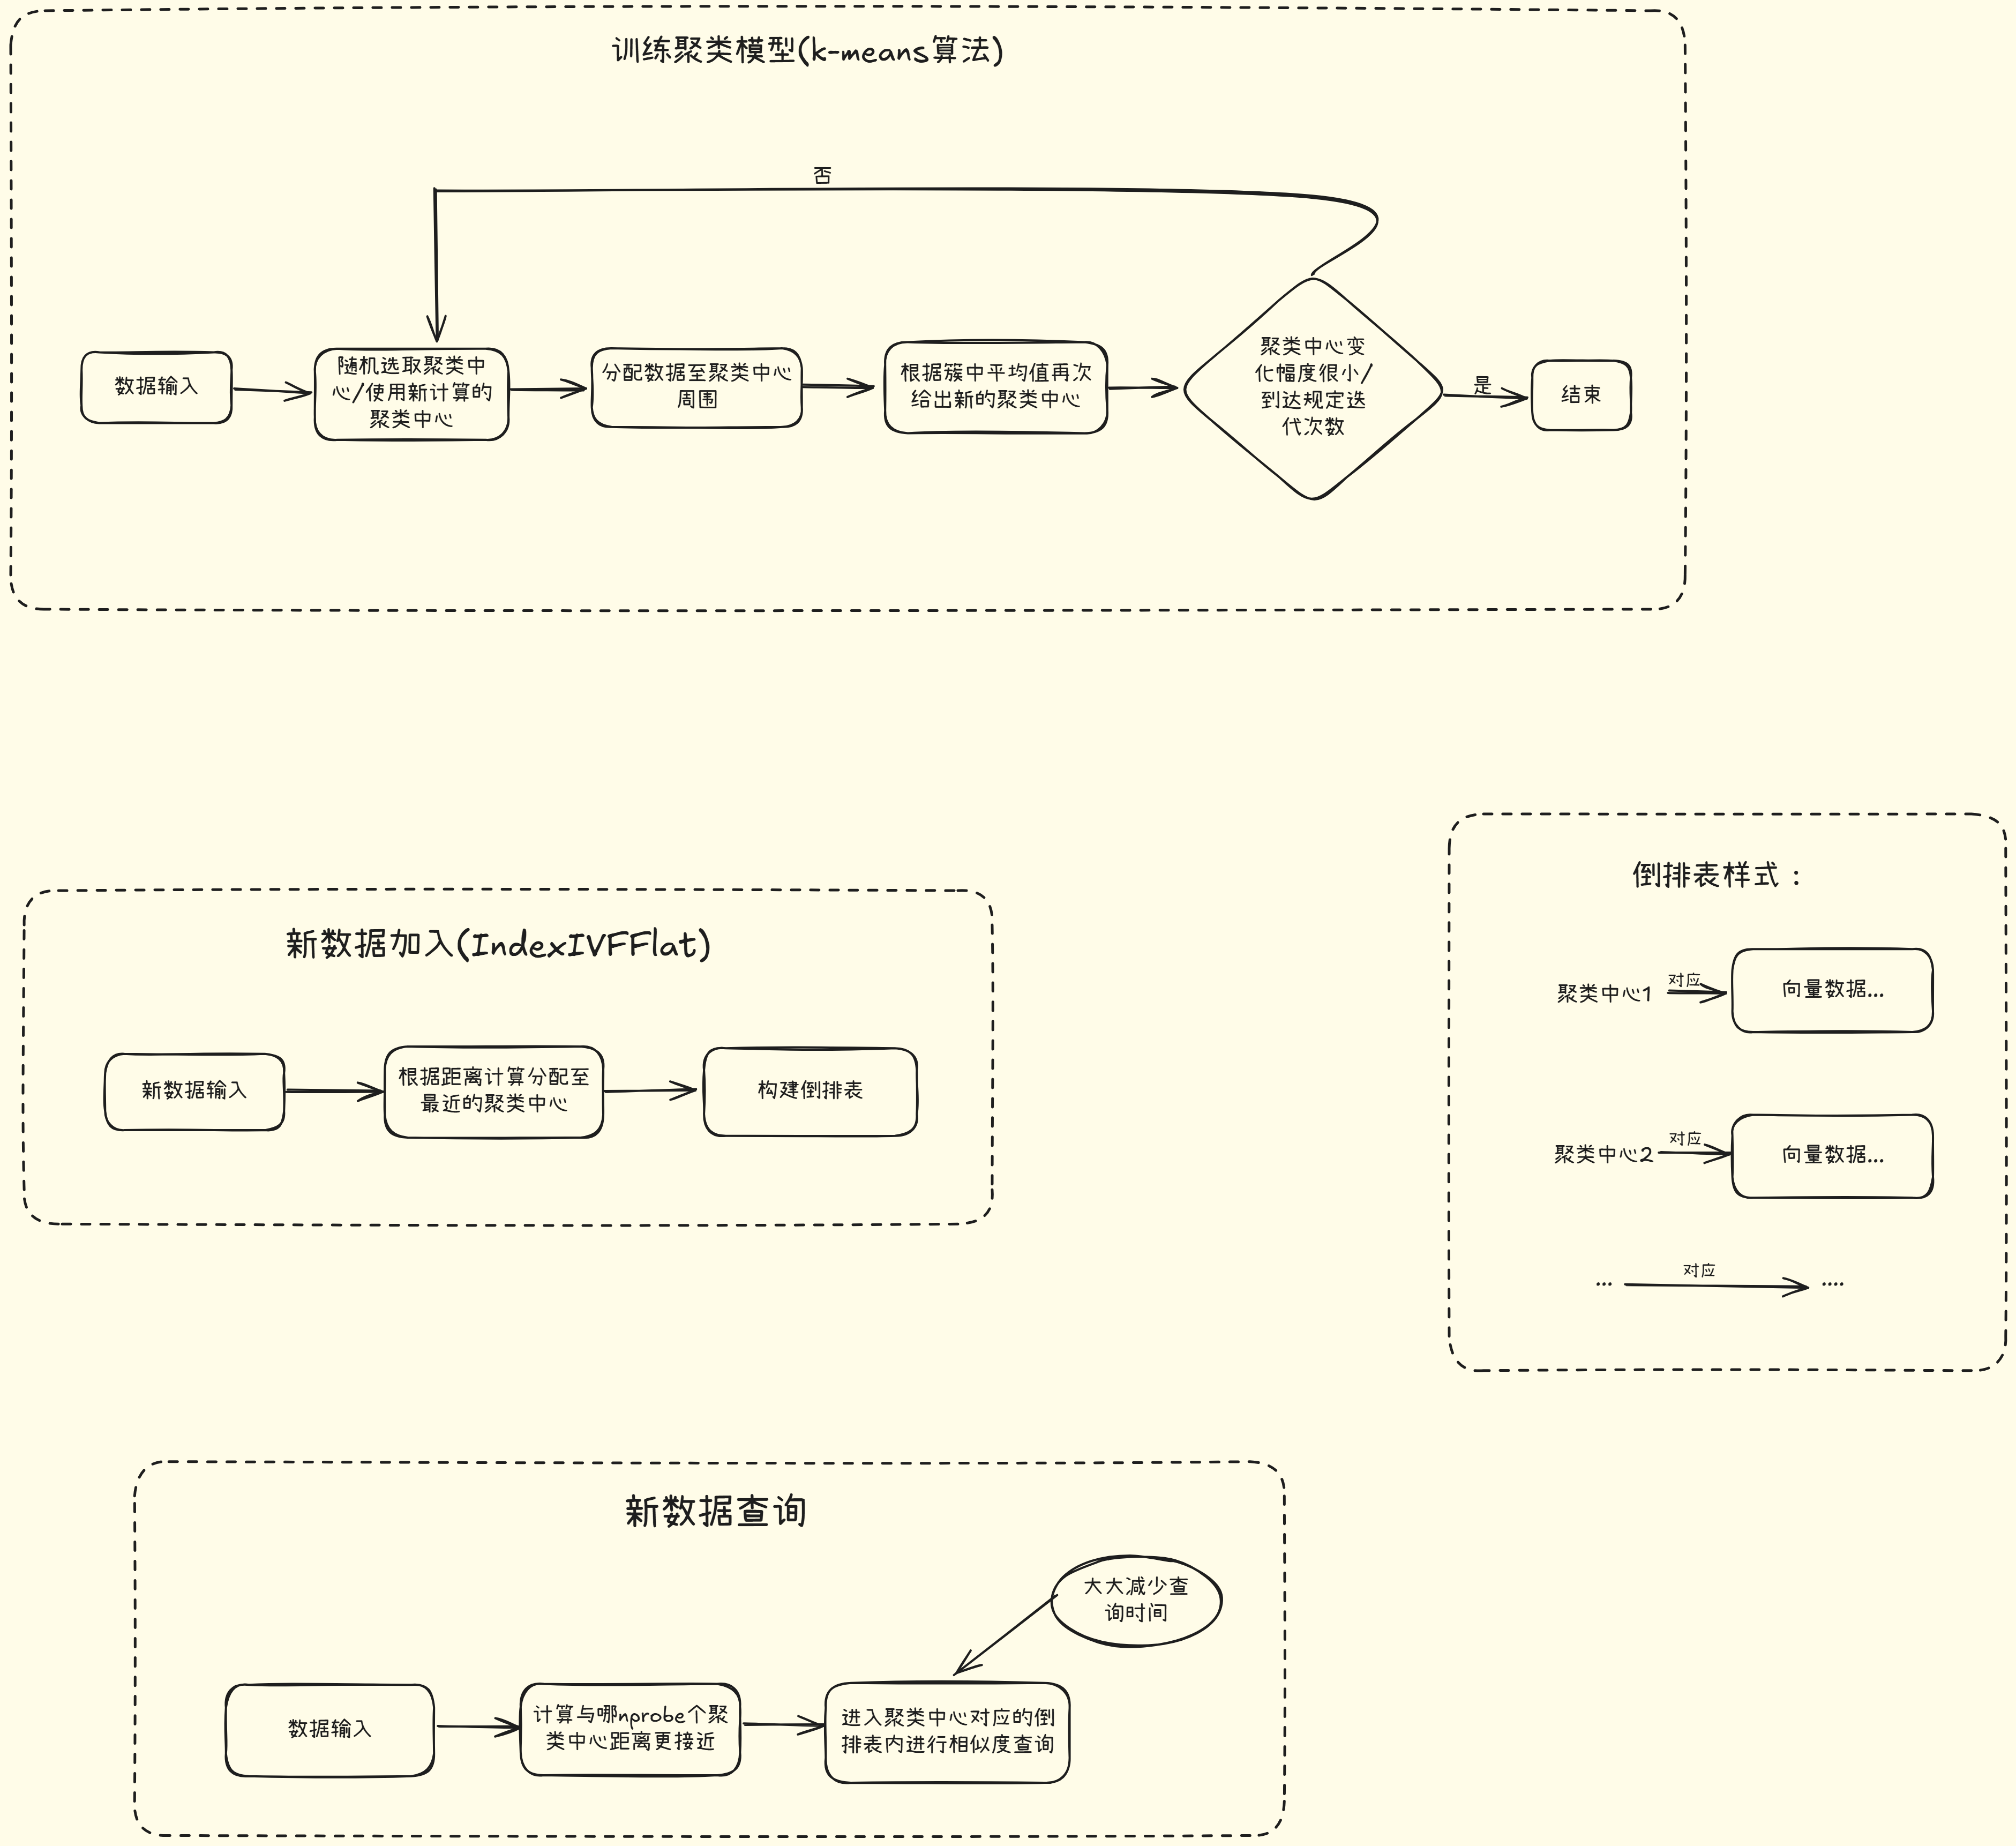 训练聚类模型(k-means算法)
否
数据输入
随机选取聚类中
心/使用新计算的
聚类中心
分配数据至聚类中心
周围
根据簇中平均值再次
给出新的聚类中心
聚类中心变
化幅度很小/
到达规定迭
代次数
是
结束
新数据加入(IndexIVFFlat)
新数据输入
根据距离计算分配至
最近的聚类中心
构建倒排表
倒排表样式：
聚类中心1
对应
向量数据...
聚类中心2
对应
向量数据...
...
对应
....
新数据查询
大大减少查
询时间
数据输入
计算与哪nprobe个聚
类中心距离更接近
进入聚类中心对应的倒
排表内进行相似度查询